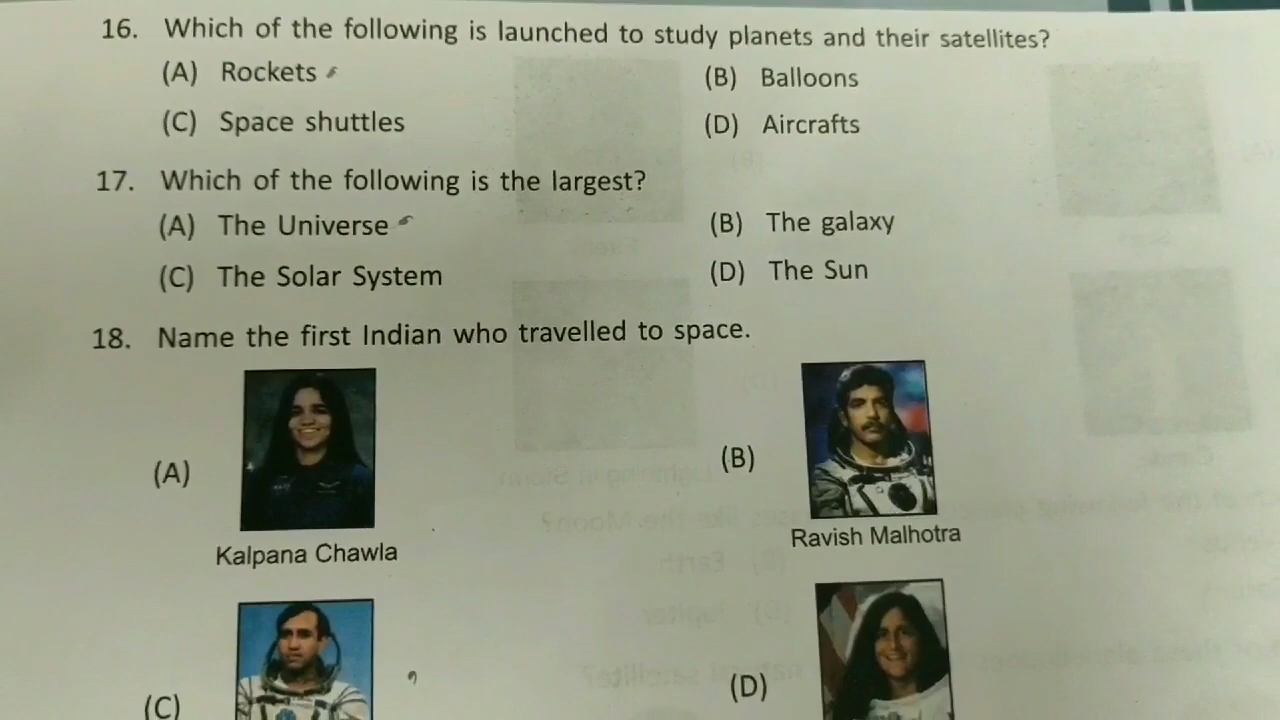 16. Which of the following is launched to study planets and their satellites?
(A) Rockets (B) Balloons
(C) Space shuttles (D) Aircrafts
17. Which of the following is the largest?
(A) The Universe (B) The galaxy
(C) The Solar System (D) The Sun
18. Name the first Indian who travelled to space.
(A) (B)
Kalpana Chawla Ravish Malhotra
(C) (D)